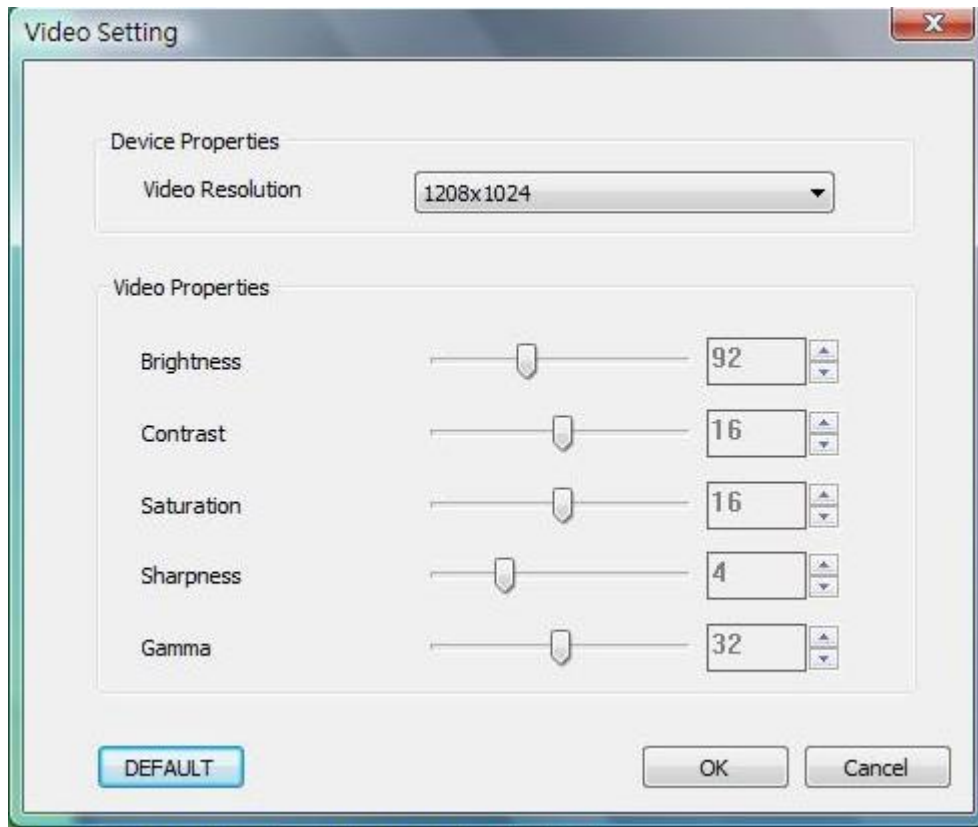 Video Setting
Device Properties
Video Resolution 1208x1024
Video Properties
Brightness 92
Contrast 16
Saturation 16
Sharpness 4
Gamma 32
DEFAULT OK Cancel